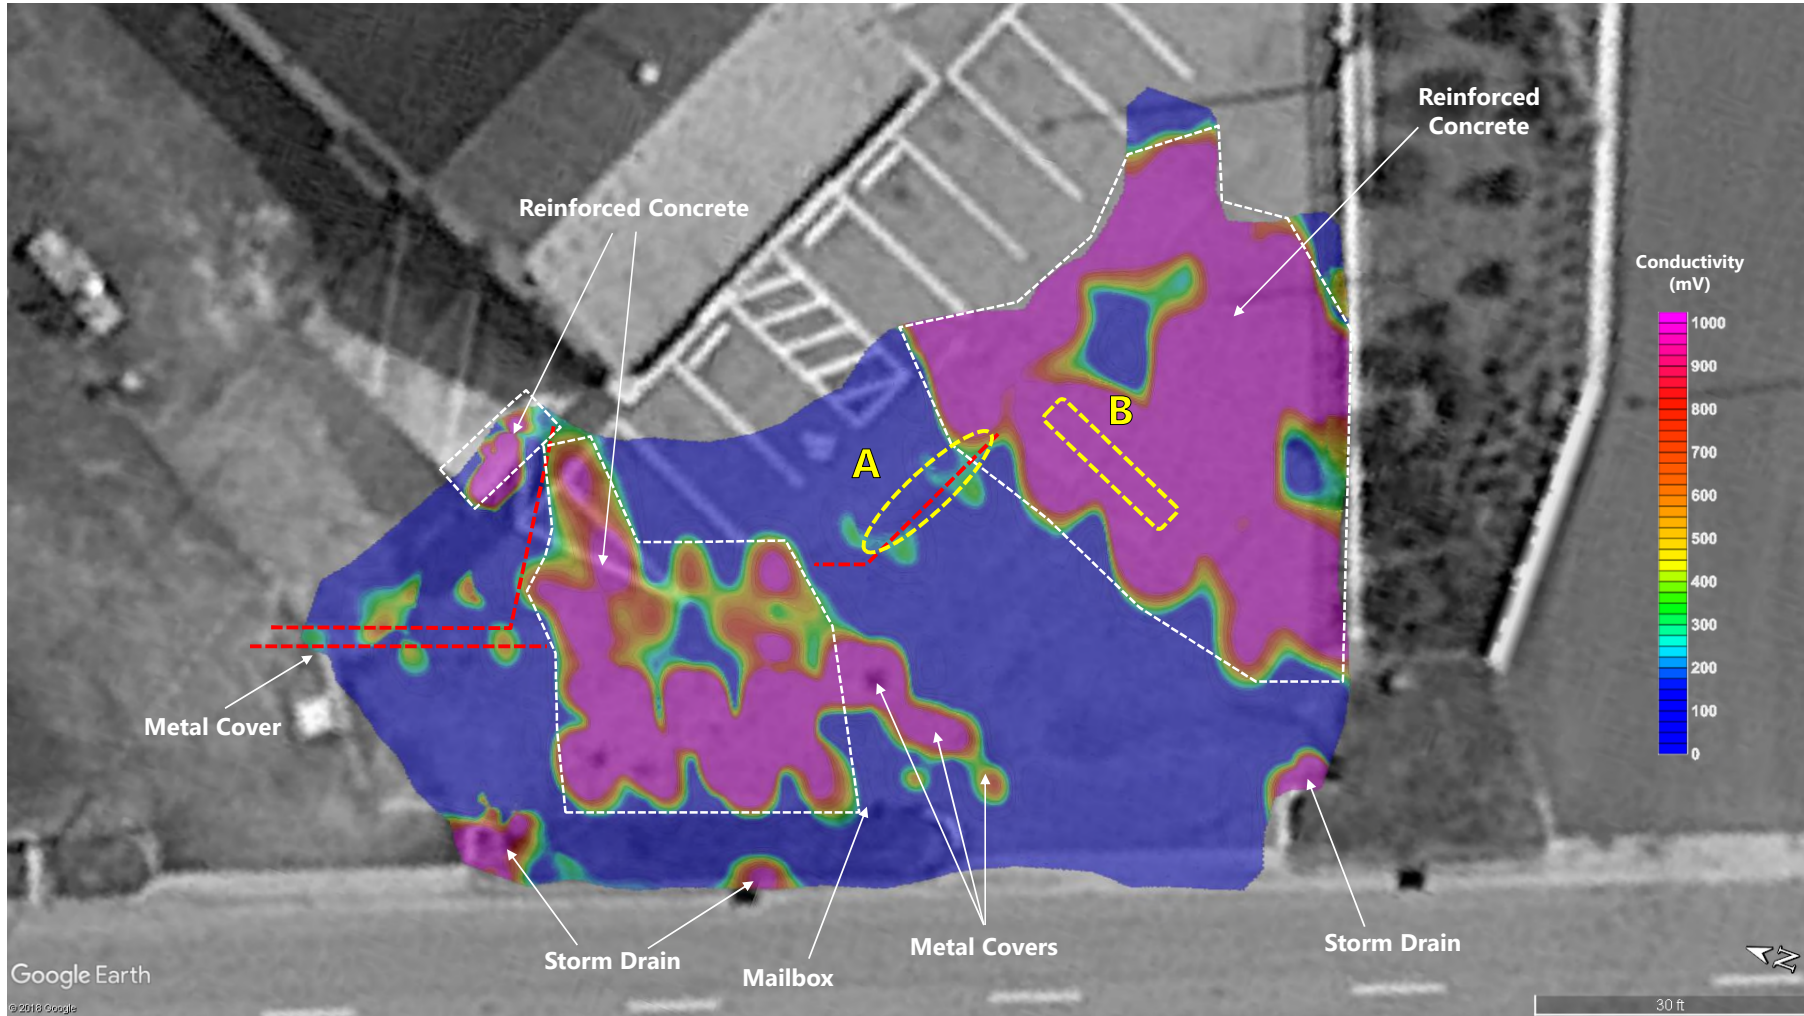 Reinforced
Concrete
Reinforced Concrete
Conductivity
(mV)
1000
900
800
700
600
500
400
300
200
100
0
A
B
Metal Cover
Storm Drain
Mailbox
Metal Covers
Storm Drain
Google Earth
© 2018 Google
N
30 ft